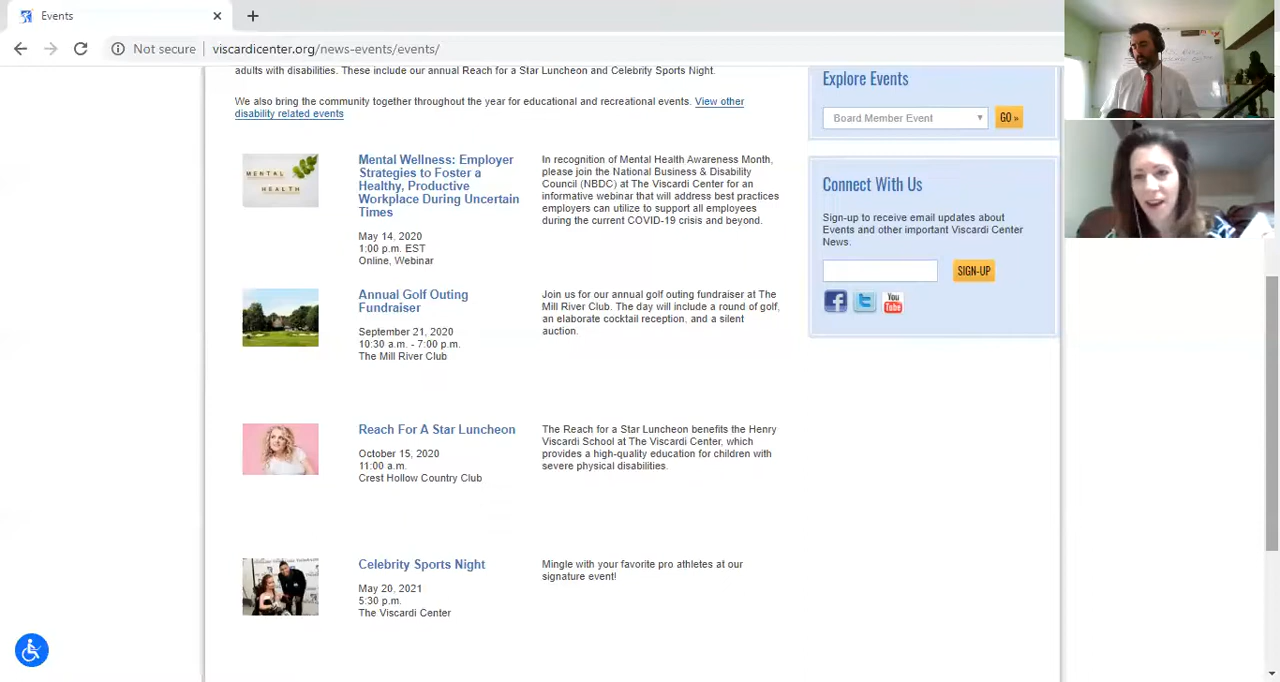 Events
Not secure
viscardicenter.org/news-events/events/
adults with disabilities. These include our annual Reach for a Star Luncheon and Celebrity Sports Night.
We also bring the community together throughout the year for educational and recreational events. View other
disability related events
MENTAL
HEALTH
Mental Wellness: Employer
Strategies to Foster a
Healthy, Productive
Workplace During Uncertain
Times
May 14, 2020
1:00 p.m. EST
Online, Webinar
In recognition of Mental Health Awareness Month,
please join the National Business & Disability
Council (NBDC) at The Viscardi Center for an
informative webinar that will address best practices
employers can utilize to support all employees
during the current COVID-19 crisis and beyond.
Annual Golf Outing
Fundraiser
September 21, 2020
10:30 a.m. - 7:00 p.m.
The Mill River Club
Join us for our annual golf outing fundraiser at The
Mill River Club. The day will include a round of golf,
an elaborate cocktail reception, and a silent
auction.
Reach For A Star Luncheon
October 15, 2020
11:00 a.m.
Crest Hollow Country Club
The Reach for a Star Luncheon benefits the Henry
Viscardi School at The Viscardi Center, which
provides a high-quality education for children with
severe physical disabilities.
Celebrity Sports Night
May 20, 2021
5:30 p.m.
The Viscardi Center
Mingle with your favorite pro athletes at our
signature event!
Explore Events
Board Member Event
GO »
Connect With Us
Sign-up to receive email updates about
Events and other important Viscardi Center
News.
SIGN-UP
You
Tube